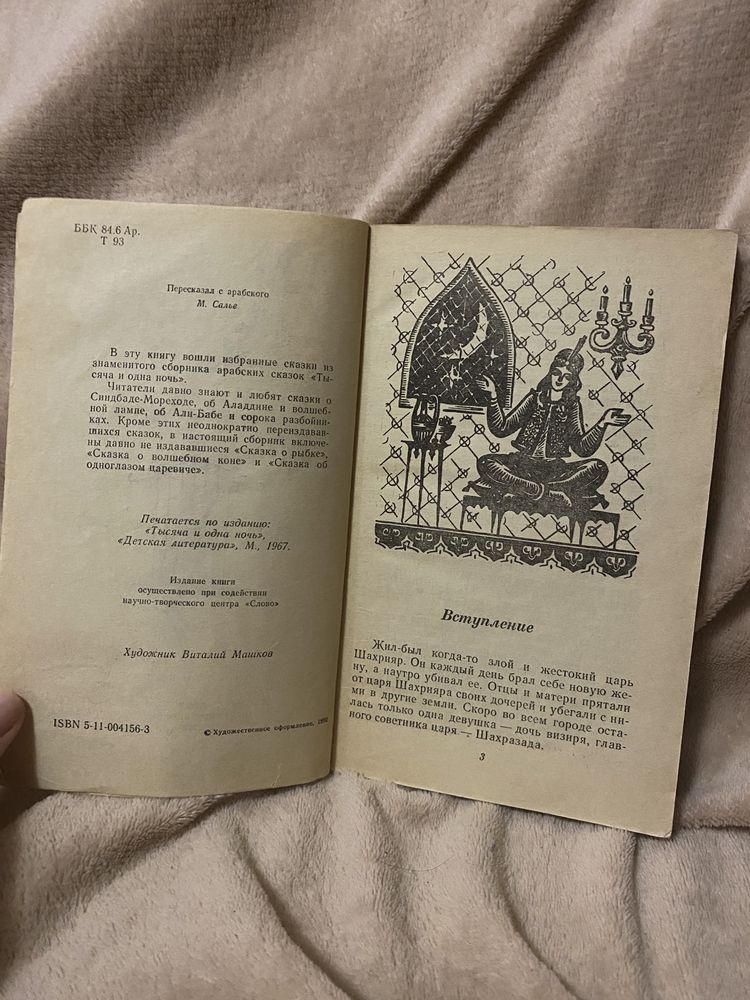 ББК 84.6 Ар.
Т 93
Пересказал с арабского
М. Салье
В эту книгу вошли избранные сказки из
знаменитого сборника арабских сказок «Ты-
сяча и одна ночь».
Читатели давно знают и любят сказки о
Синдбаде-Мореходе, об Аладдине и волшеб-
ной лампе, об Али-Бабе и сорока разбойни-
ках. Кроме этих неоднократно переиздавав-
шихся сказок, в настоящий сборник включе-
ны давно не издававшиеся «Сказка о рыбке»,
«Сказка о волшебном коне» и «Сказка об
одноглазом царевиче».
Печатается по изданию:
«Тысяча и одна ночь»,
«Детская литература», М., 1967.
Издание книги
осуществлено при содействии
научно-творческого центра «Слово»
Художник Виталий Машков
ISBN 5-11-004156-3
© Художественное оформление,
Вступление
Жил-был когда-то злой и жестокий царь
Шахрияр. Он каждый день брал себе новую же-
ну, а наутро убивал ее. Отцы и матери прятали
от царя Шахрияра своих дочерей и убегали с ни-
ми в другие земли. Скоро во всем городе оста-
лась только одна девушка — дочь визиря, глав-
ного советника царя — Шахразада.
3